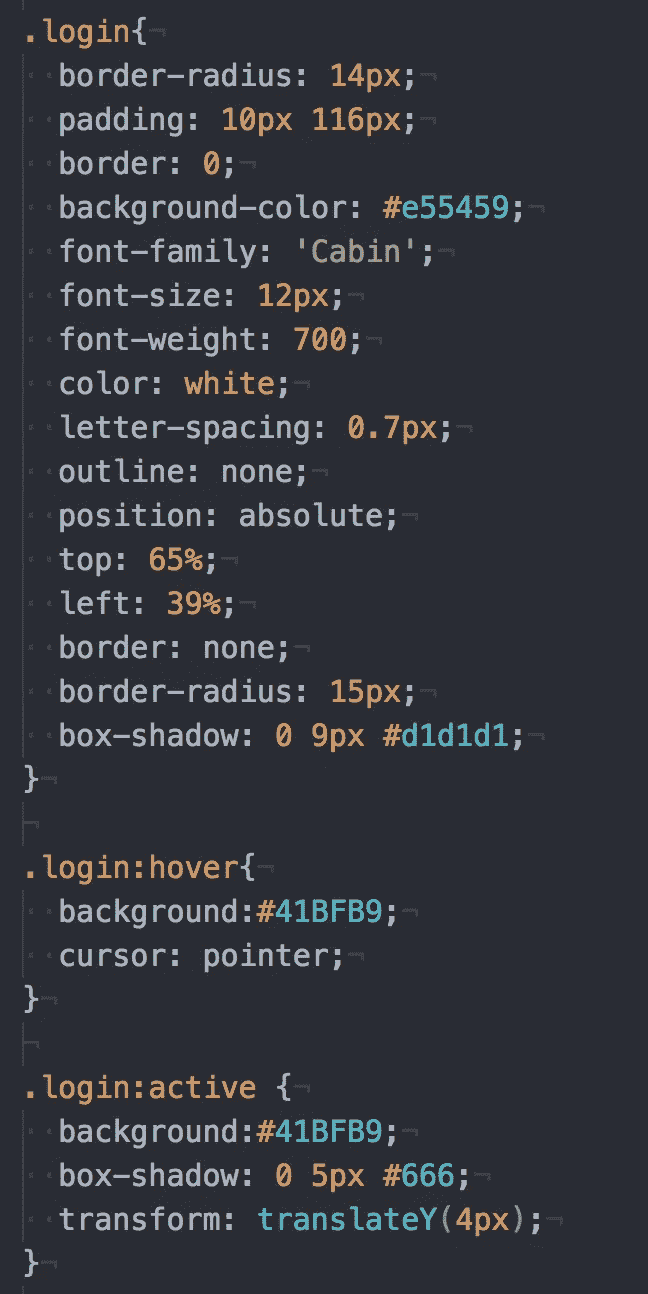 .login{
border-radius: 14px;
padding: 10px 116px;
border: 0;
background-color: #e55459;
font-family: 'Cabin';
font-size: 12px;
font-weight: 700;
color: white;
letter-spacing: 0.7px;
outline: none;
position: absolute;
top: 65%;
left: 39%;
border: none;
border-radius: 15px;
box-shadow: 0 9px #d1d1d1;
}
.login:hover{
background:#41BFB9;
cursor: pointer;
}
.login:active {
background:#41BFB9;
box-shadow: 0 5px #666;
transform: translateY(4px);
}